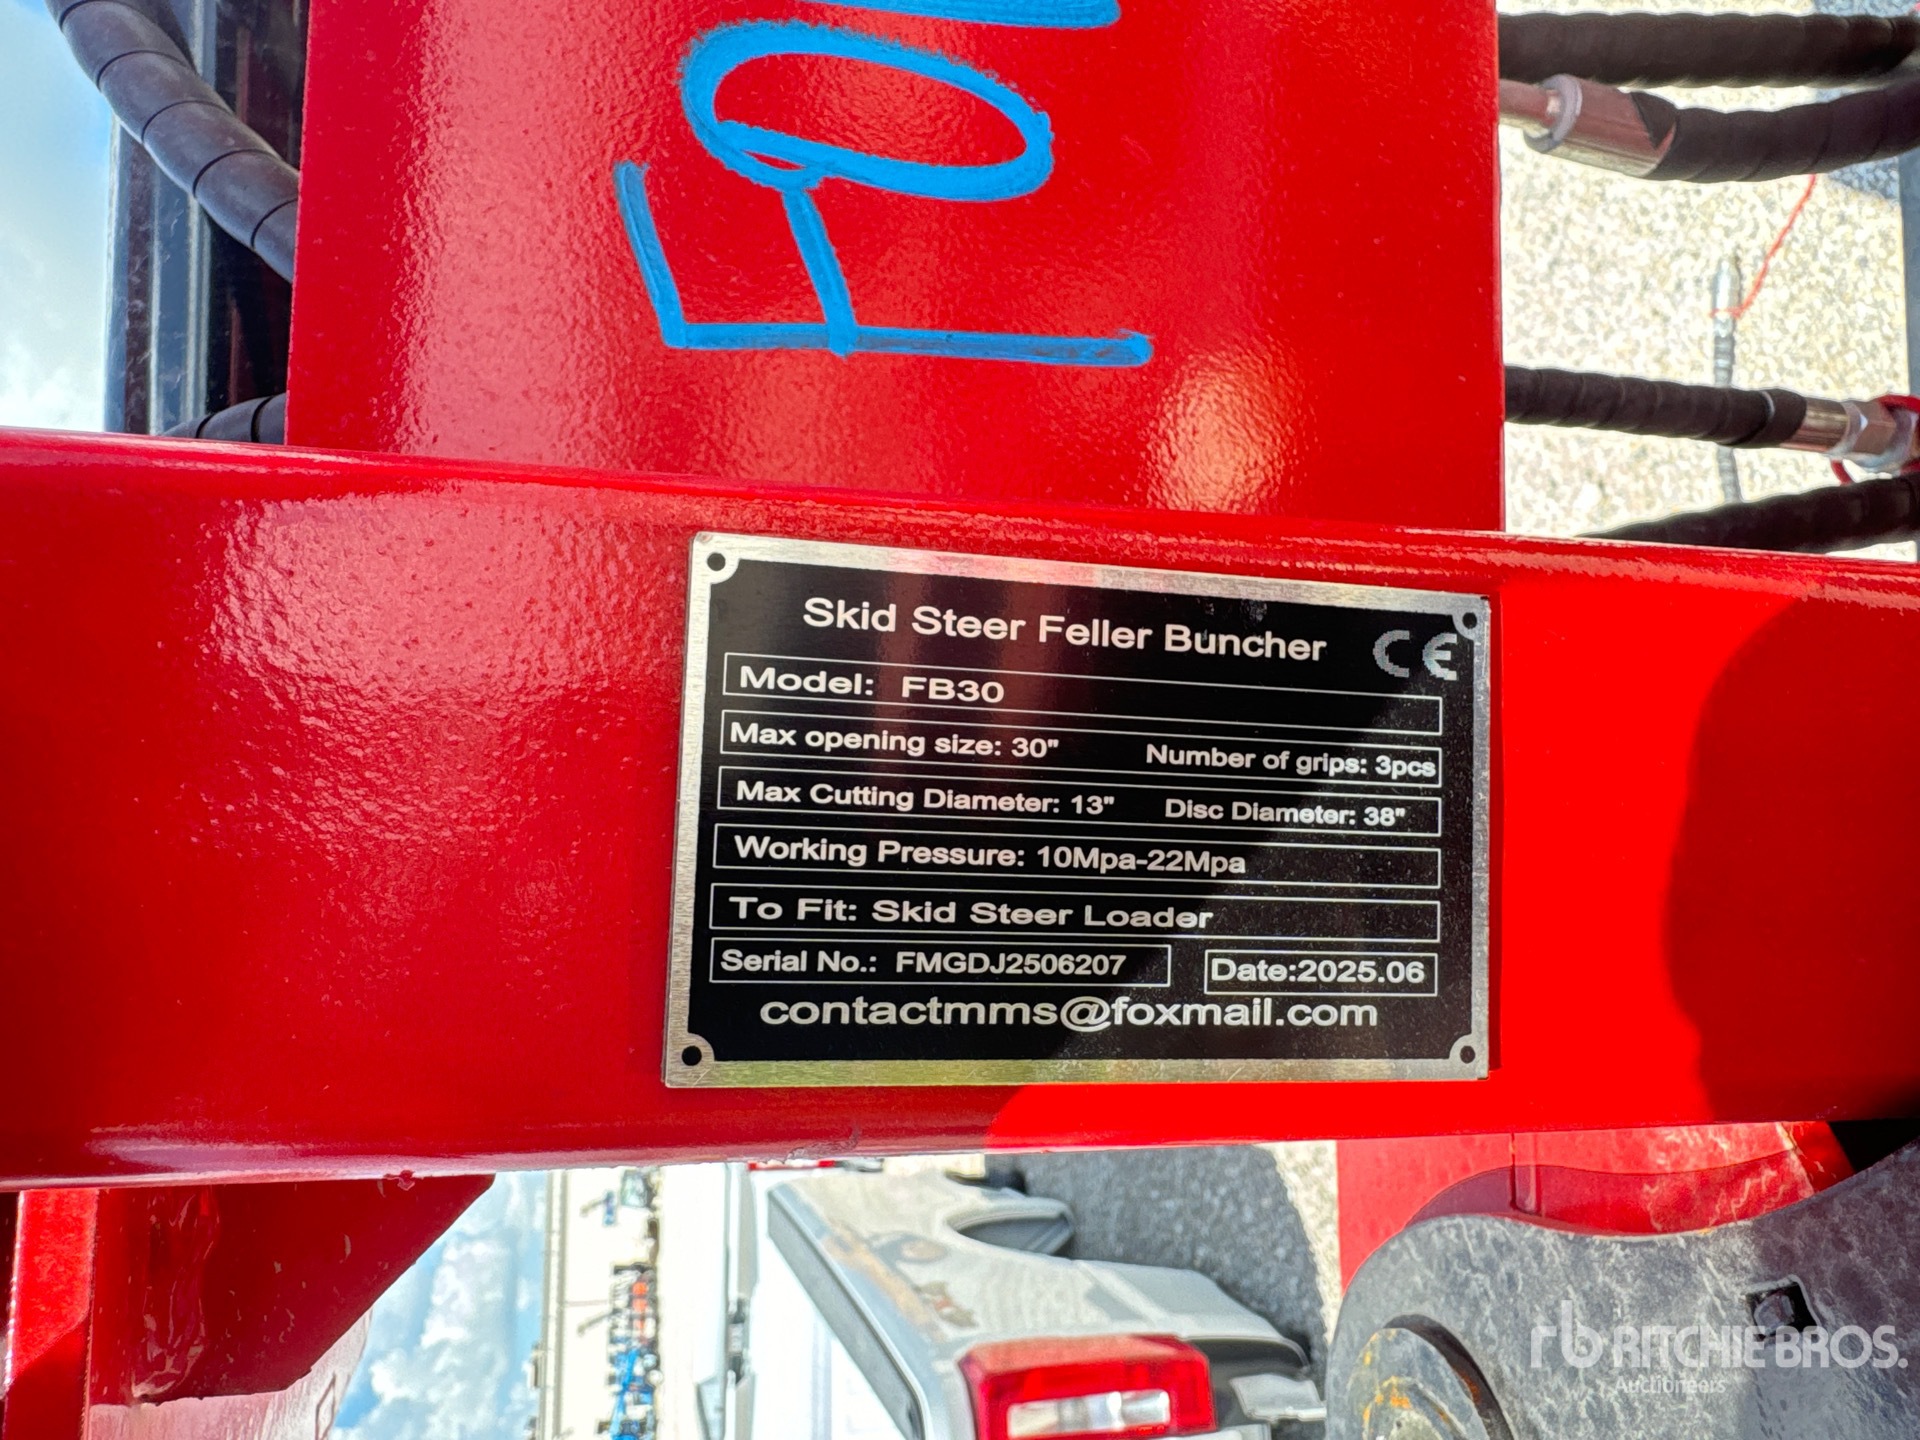 Skid Steer Feller Buncher CE
Model: FB30
Max opening size: 30" Number of grips: 3pcs
Max Cutting Diameter: 13" Disc Diameter: 38"
Working Pressure: 10Mpa-22Mpa
To Fit: Skid Steer Loader
Serial No.: FMGDJ2506207 Date:2025.06
contactmms@foxmail.com
rb RITCHIE BROS.
Auctioneers